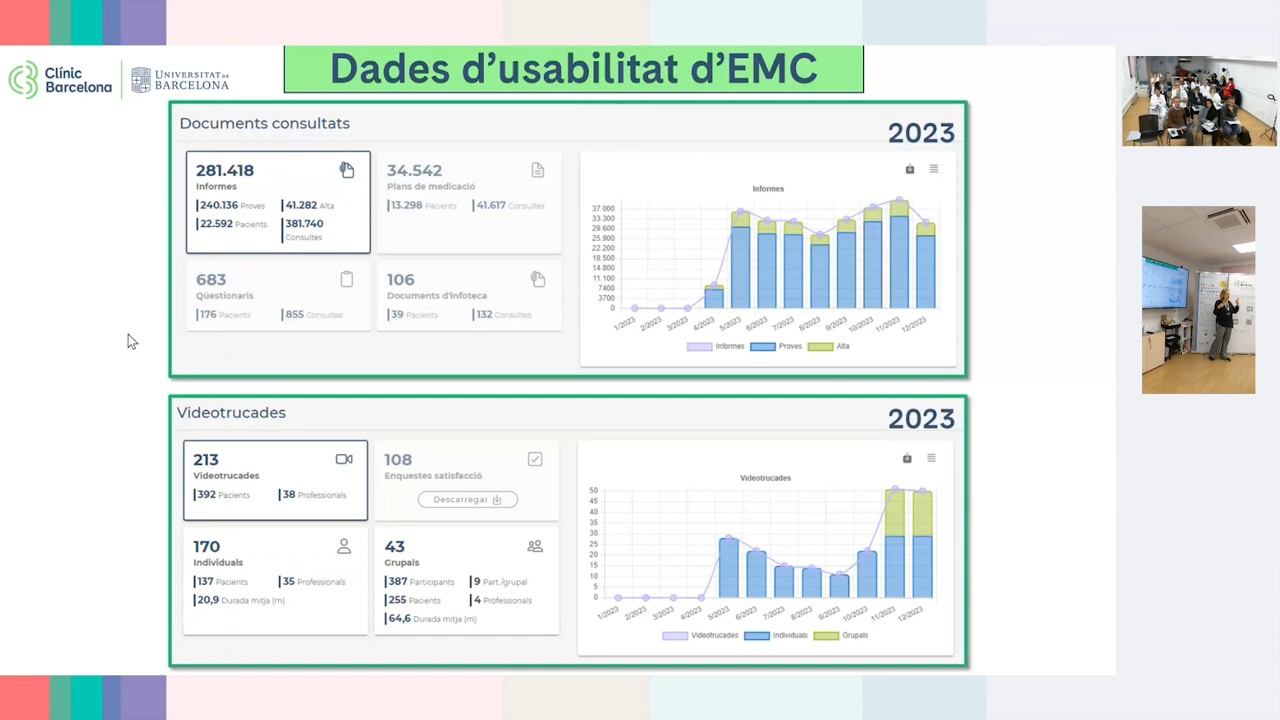 Dades d'usabilitat d'EMC
Clínic
Barcelona
UNIVERSITAT DE
BARCELONA
Documents consultats
2023
281.418
Informes
240.136 Proves
41.282 Alta
22.592 Pacients
381.740
Consultes
34.542
Plans de medicació
13.298 Pacients
41.617 Consultes
683
Qüestionaris
176 Pacients
855 Consultes
106
Documents d'Infoteca
39 Pacients
132 Consultes
Informes
37.000
33.300
29.600
25.900
22.200
18.500
14.800
11.100
7400
3700
0
1/2023
2/2023
3/2023
4/2023
5/2023
6/2023
7/2023
8/2023
9/2023
10/2023
11/2023
12/2023
Informes
Proves
Alta
Videotrucades
2023
213
Videotrucades
392 Pacients
38 Professionals
108
Enquestes satisfacció
Descarregar
170
Individuals
137 Pacients
35 Professionals
20,9 Durada mitja (m)
43
Grupals
387 Participants
9 Part./grupal
255 Pacients
4 Professionals
64,6 Durada mitja (m)
Videotrucades
50
45
40
35
30
25
20
15
10
5
0
1/2023
2/2023
3/2023
4/2023
5/2023
6/2023
7/2023
8/2023
9/2023
10/2023
11/2023
12/2023
Videotrucades
Individuals
Grupals